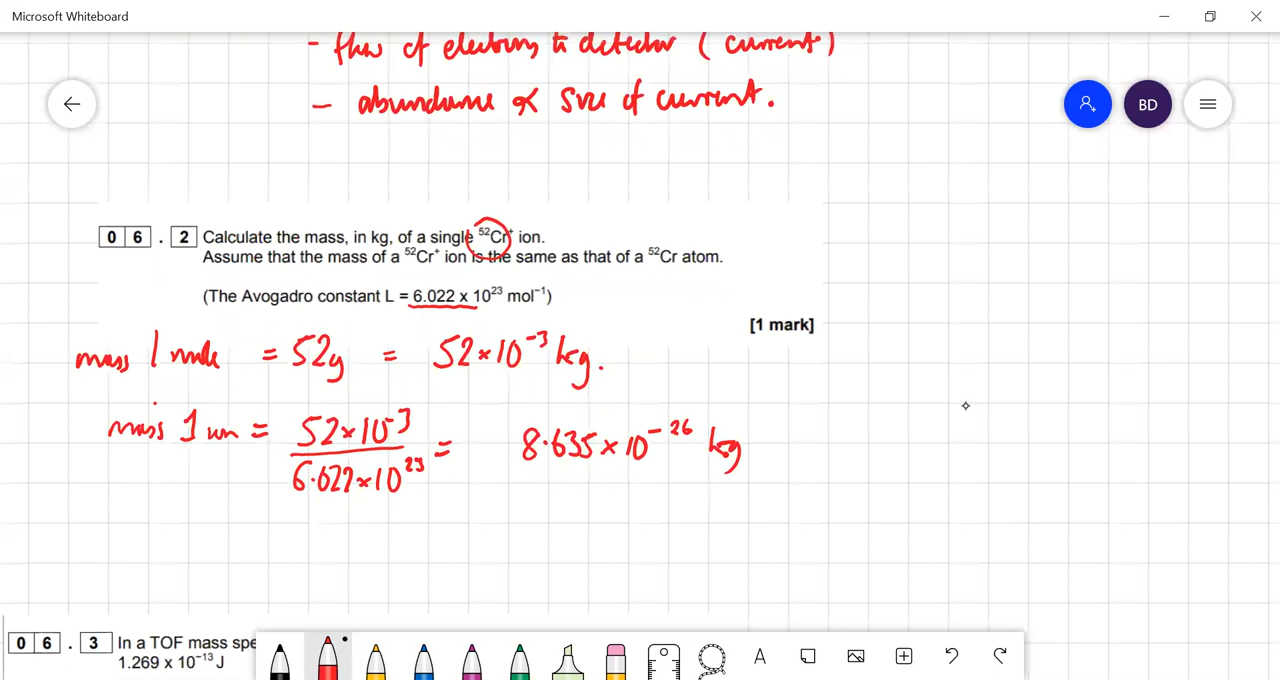 Microsoft Whiteboard
- flow of electrons to detector ( current )
- abundance ∝ size of current.
BD
0 6 . 2 Calculate the mass, in kg, of a single ⁵²Cr⁺ ion.
Assume that the mass of a ⁵²Cr⁺ ion is the same as that of a ⁵²Cr atom.
(The Avogadro constant L = 6.022 x 10²³ mol⁻¹)
[1 mark]
mass 1 mole = 52g = 52×10⁻³ kg.
mass 1 ion = 52×10⁻³ / 6.022×10²³ = 8.635×10⁻²⁶ kg
0 6 . 3 In a TOF mass spe
1.269 x 10⁻¹³ J
A